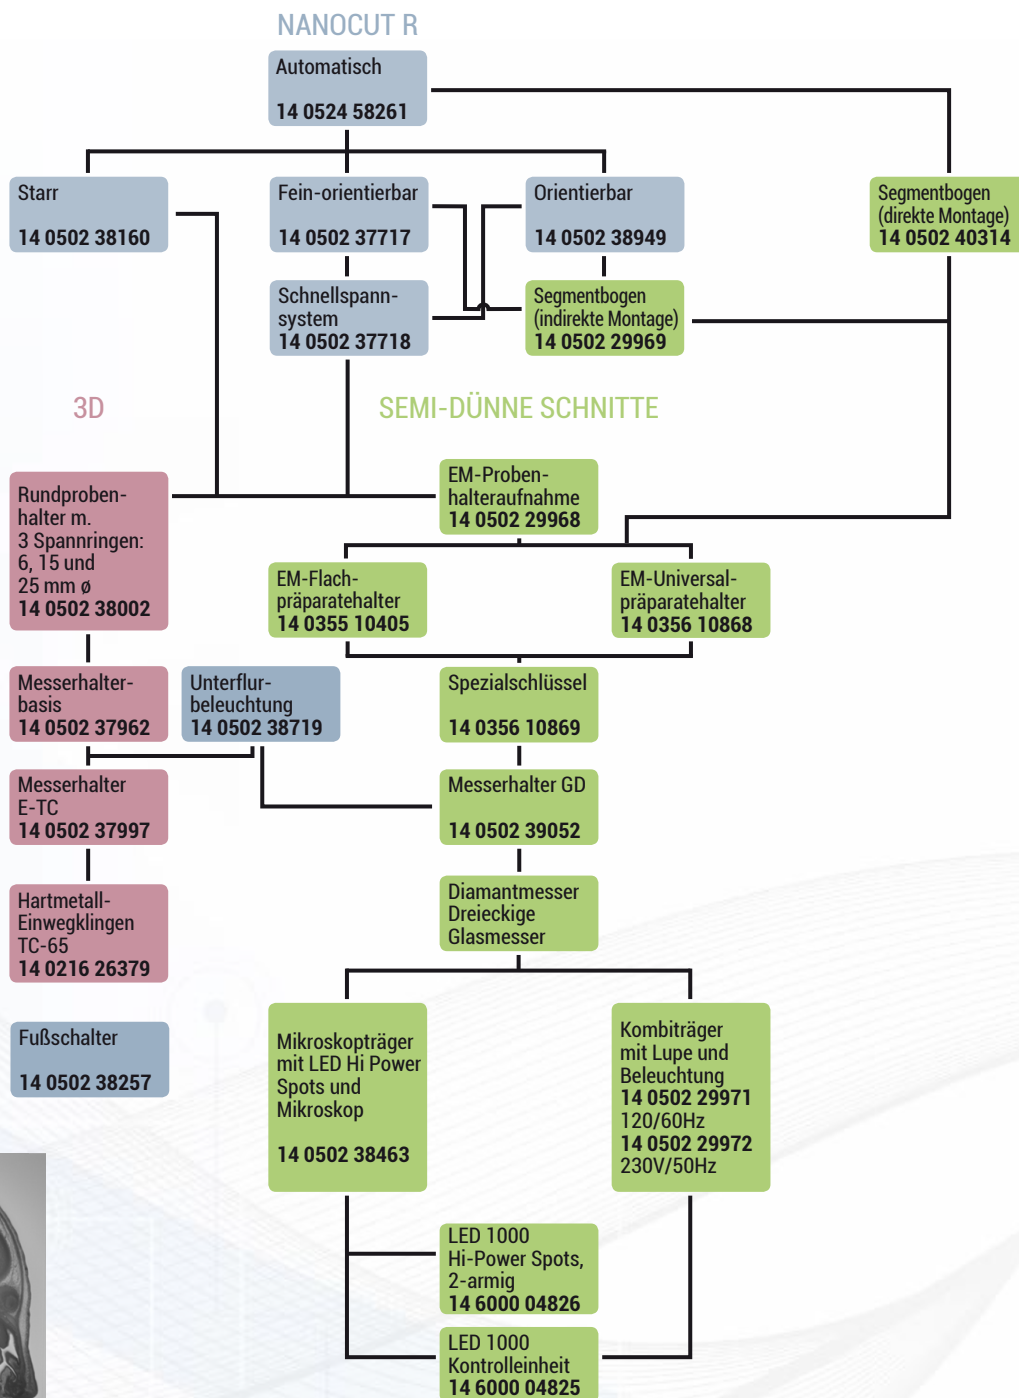 NANOCUT R
Automatisch
14 0524 58261
Starr
14 0502 38160
Fein-orientierbar
14 0502 37717
Orientierbar
14 0502 38949
Segmentbogen
(direkte Montage)
14 0502 40314
Schnellspann-
system
14 0502 37718
Segmentbogen
(indirekte Montage)
14 0502 29969
3D
SEMI-DÜNNE SCHNITTE
Rundproben-
halter m.
3 Spannringen:
6, 15 und
25 mm ø
14 0502 38002
EM-Proben-
halteraufnahme
14 0502 29968
EM-Flach-
präparatehalter
14 0355 10405
EM-Universal-
präparatehalter
14 0356 10868
Messerhalter-
basis
14 0502 37962
Unterflur-
beleuchtung
14 0502 38719
Spezialschlüssel
14 0356 10869
Messerhalter
E-TC
14 0502 37997
Messerhalter GD
14 0502 39052
Hartmetall-
Einwegklingen
TC-65
14 0216 26379
Diamantmesser
Dreieckige
Glasmesser
Fußschalter
14 0502 38257
Mikroskopträger
mit LED Hi Power
Spots und
Mikroskop
14 0502 38463
Kombiträger
mit Lupe und
Beleuchtung
14 0502 29971
120/60Hz
14 0502 29972
230V/50Hz
LED 1000
Hi-Power Spots,
2-armig
14 6000 04826
LED 1000
Kontrolleinheit
14 6000 04825